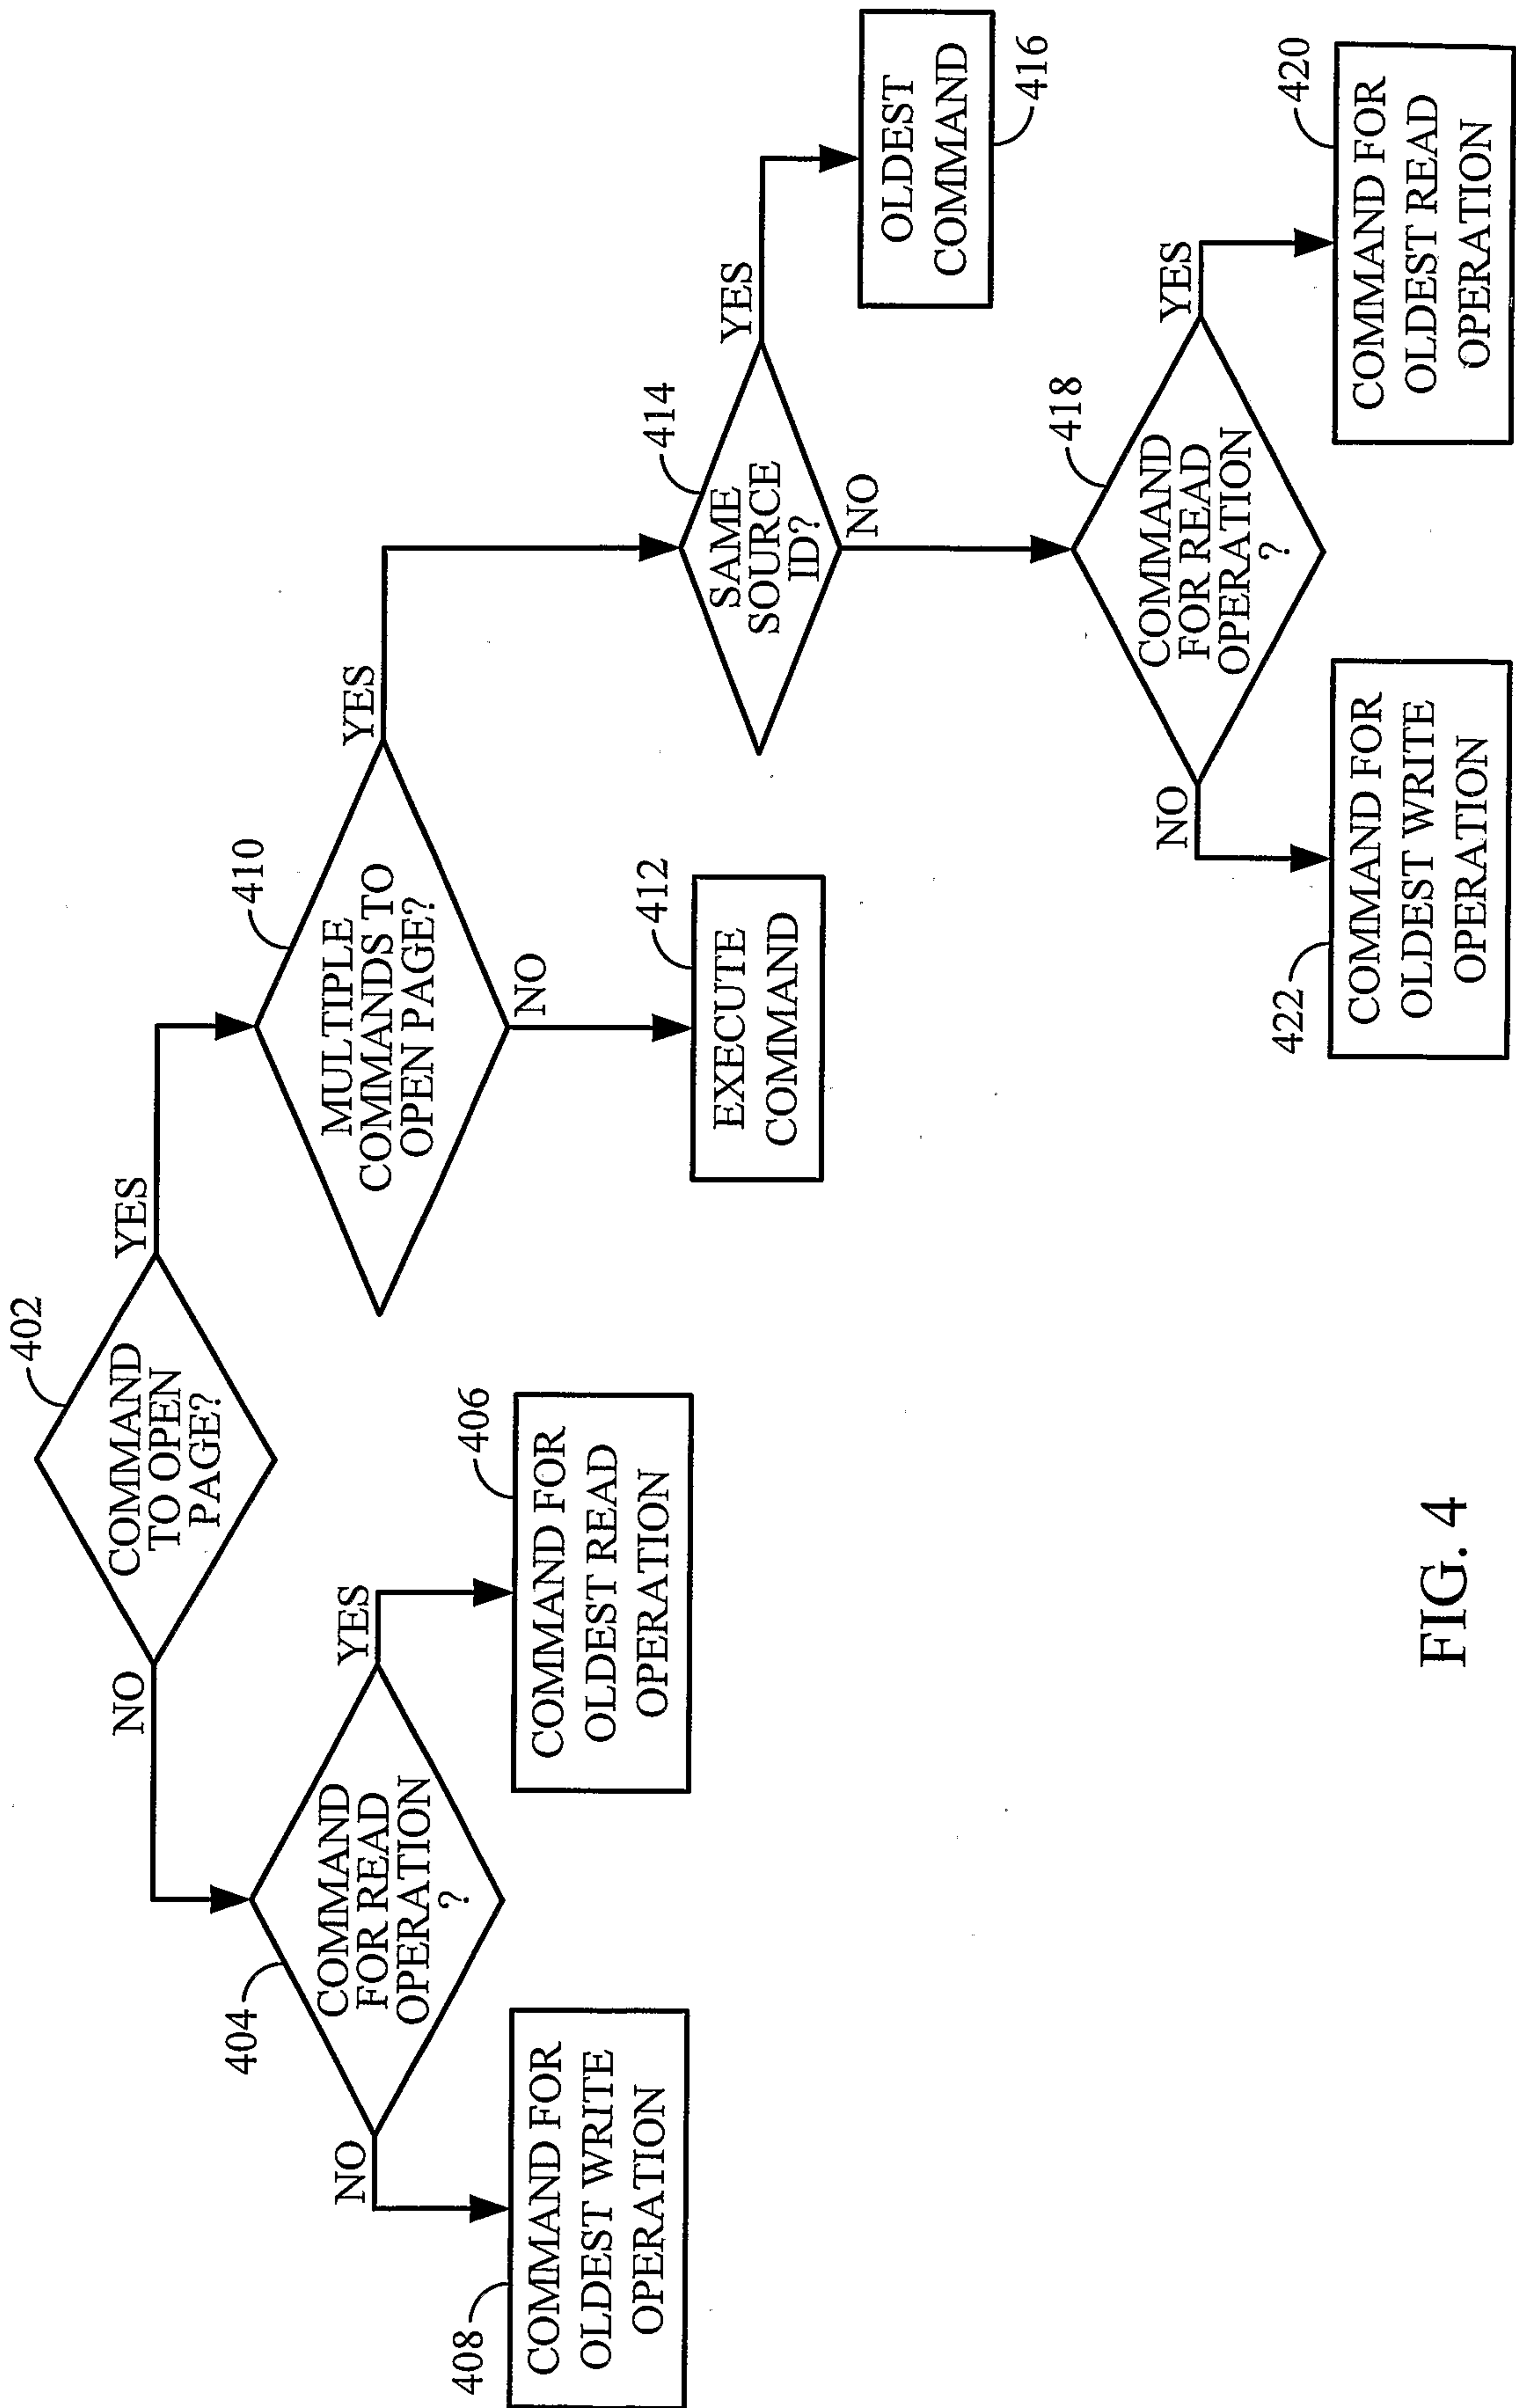 402
COMMAND
TO OPEN
PAGE?
NO
YES
404
COMMAND
FOR READ
OPERATION
?
NO
YES
408
COMMAND FOR
OLDEST WRITE
OPERATION
406
COMMAND FOR
OLDEST READ
OPERATION
410
MULTIPLE
COMMANDS TO
OPEN PAGE?
YES
NO
412
EXECUTE
COMMAND
414
SAME
SOURCE
ID?
YES
NO
OLDEST
COMMAND
416
418
COMMAND
FOR READ
OPERATION
?
NO
YES
422
COMMAND FOR
OLDEST WRITE
OPERATION
420
COMMAND FOR
OLDEST READ
OPERATION
FIG. 4